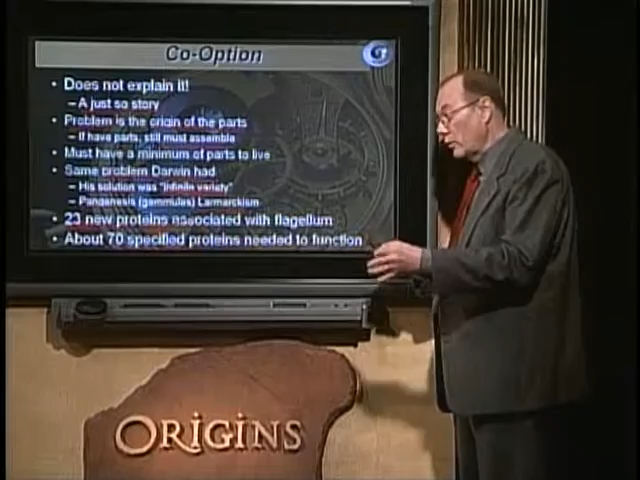 Co-Option
• Does not explain it!
– A just so story
• Problem is the origin of the parts
– If have parts, still must assemble
• Must have a minimum of parts to live
• Same problem Darwin had
– His solution was "infinite variety"
– Pangenesis (gemmules) Larmarckism
• 23 new proteins associated with flagellum
• About 70 specified proteins needed to function
ORiGiNS